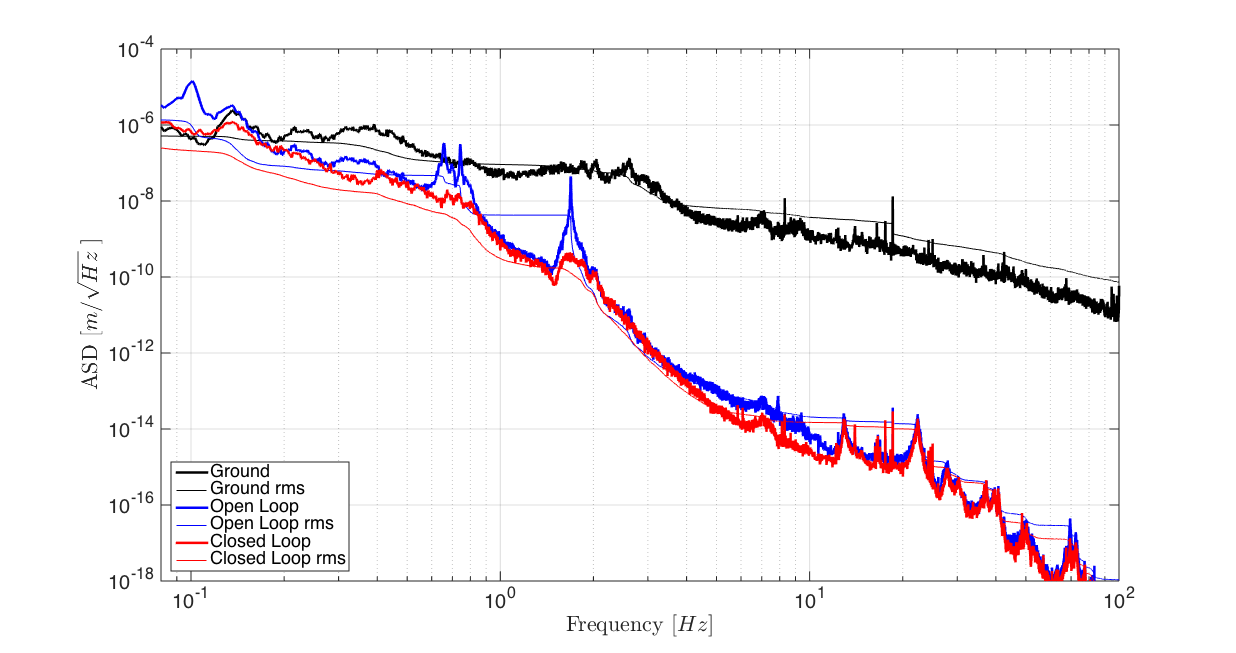 10^-4
10^-6
10^-8
10^-10
10^-12
10^-14
10^-16
10^-18
ASD [m/√Hz]
Ground
Ground rms
Open Loop
Open Loop rms
Closed Loop
Closed Loop rms
10^-1 10^0 10^1 10^2
Frequency [Hz]